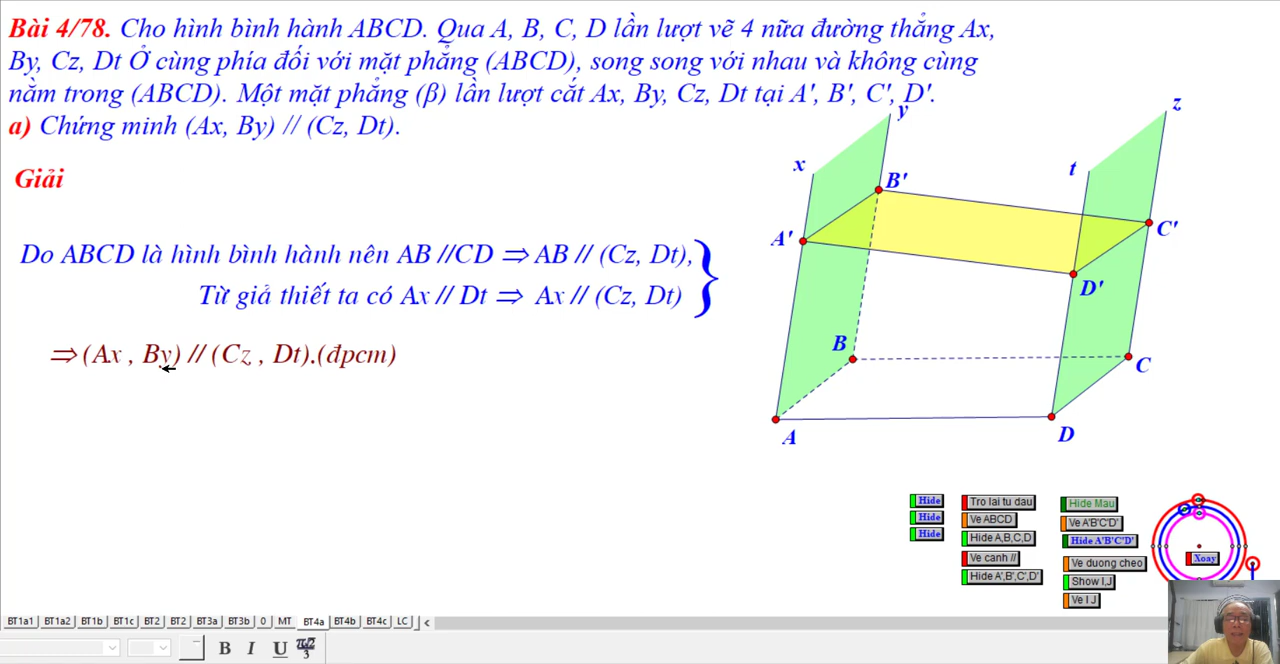 Bài 4/78. Cho hình bình hành ABCD. Qua A, B, C, D lần lượt vẽ 4 nữa đường thẳng Ax,
By, Cz, Dt Ở cùng phía đối với mặt phẳng (ABCD), song song với nhau và không cùng
nằm trong (ABCD). Một mặt phẳng (β) lần lượt cắt Ax, By, Cz, Dt tại A', B', C', D'.
a) Chứng minh (Ax, By) // (Cz, Dt).
Giải
Do ABCD là hình bình hành nên AB //CD ⇒ AB // (Cz, Dt),
Từ giả thiết ta có Ax // Dt ⇒ Ax // (Cz, Dt)
⇒ (Ax , By) // (Cz , Dt).(đpcm)
y
z
x
t
B'
A'
C'
D'
B
C
A
D
Hide
Hide
Hide
Tro lai tu dau
Ve ABCD
Hide A,B,C,D
Ve canh //
Hide A',B',C',D'
Hide Mau
Ve A'B'C'D'
Hide A'B'C'D'
Ve duong cheo
Show I,J
Ve I J
Xoay
BT1a1 BT1a2 BT1b BT1c BT2 BT2 BT3a BT3b 0 MT BT4a BT4b BT4c LC
B I U